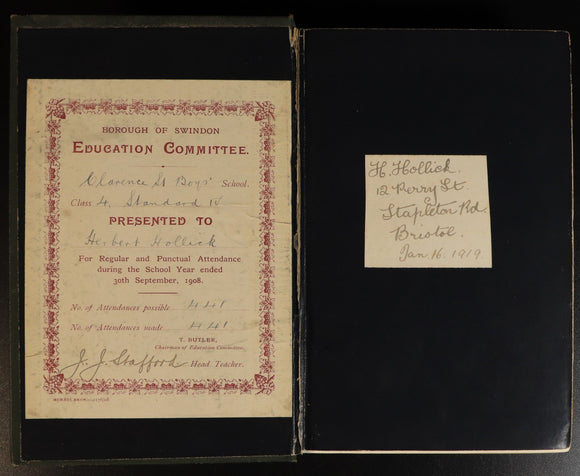 BOROUGH OF SWINDON
EDUCATION COMMITTEE.
Clarence St Boys' School.
Class 4. Standard IV
PRESENTED TO
Herbert Hollick
For Regular and Punctual Attendance
during the School Year ended
30th September, 1908.
No. of Attendances possible 441
No. of Attendances made 441
T. BUTLER,
Chairman of Education Committee.
J. J. Stafford Head Teacher.
H. Hollick.
12 Perry St.
Stapleton Rd.
Bristol.
Jan. 16. 1919.